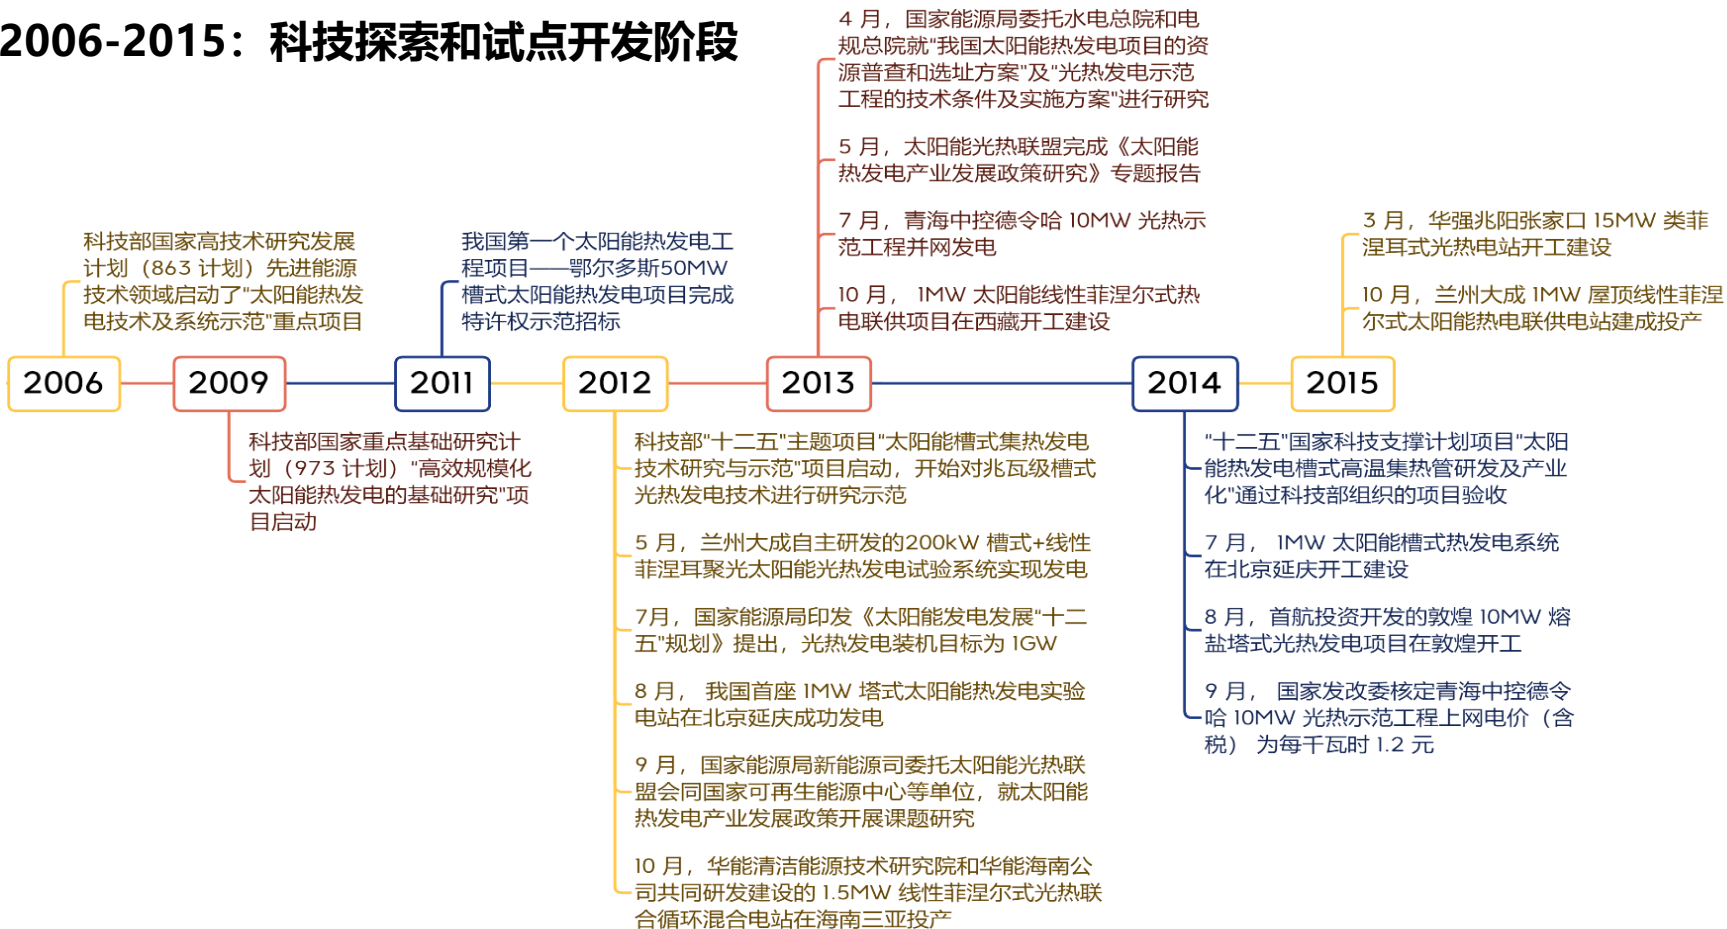 2006-2015：科技探索和试点开发阶段
2006
科技部国家高技术研究发展
计划（863 计划）先进能源
技术领域启动了“太阳能热发
电技术及系统示范”重点项目
2009
科技部国家重点基础研究计
划（973 计划）“高效规模化
太阳能热发电的基础研究”项
目启动
2011
我国第一个太阳能热发电工
程项目——鄂尔多斯50MW
槽式太阳能热发电项目完成
特许权示范招标
2012
科技部"十二五"主题项目“太阳能槽式集热发电
技术研究与示范"项目启动，开始对兆瓦级槽式
光热发电技术进行研究示范
5 月，兰州大成自主研发的200kW 槽式+线性
菲涅耳聚光太阳能光热发电试验系统实现发电
7月，国家能源局印发《太阳能发电发展“十二
五”规划》提出，光热发电装机目标为 1GW
8 月， 我国首座 1MW 塔式太阳能热发电实验
电站在北京延庆成功发电
9 月，国家能源局新能源司委托太阳能光热联
盟会同国家可再生能源中心等单位，就太阳能
热发电产业发展政策开展课题研究
10 月，华能清洁能源技术研究院和华能海南公
司共同研发建设的 1.5MW 线性菲涅尔式光热联
合循环混合电站在海南三亚投产
2013
4 月，国家能源局委托水电总院和电
规总院就“我国太阳能热发电项目的资
源普查和选址方案”及“光热发电示范
工程的技术条件及实施方案”进行研究
5 月，太阳能光热联盟完成《太阳能
热发电产业发展政策研究》专题报告
7 月，青海中控德令哈 10MW 光热示
范工程并网发电
10 月， 1MW 太阳能线性菲涅尔式热
电联供项目在西藏开工建设
2014
“十二五”国家科技支撑计划项目“太阳
能热发电槽式高温集热管研发及产业
化”通过科技部组织的项目验收
7 月， 1MW 太阳能槽式热发电系统
在北京延庆开工建设
8 月，首航投资开发的敦煌 10MW 熔
盐塔式光热发电项目在敦煌开工
9 月， 国家发改委核定青海中控德令
哈 10MW 光热示范工程上网电价（含
税） 为每千瓦时 1.2 元
2015
3 月，华强兆阳张家口 15MW 类菲
涅耳式光热电站开工建设
10 月，兰州大成 1MW 屋顶线性菲涅
尔式太阳能热电联供电站建成投产